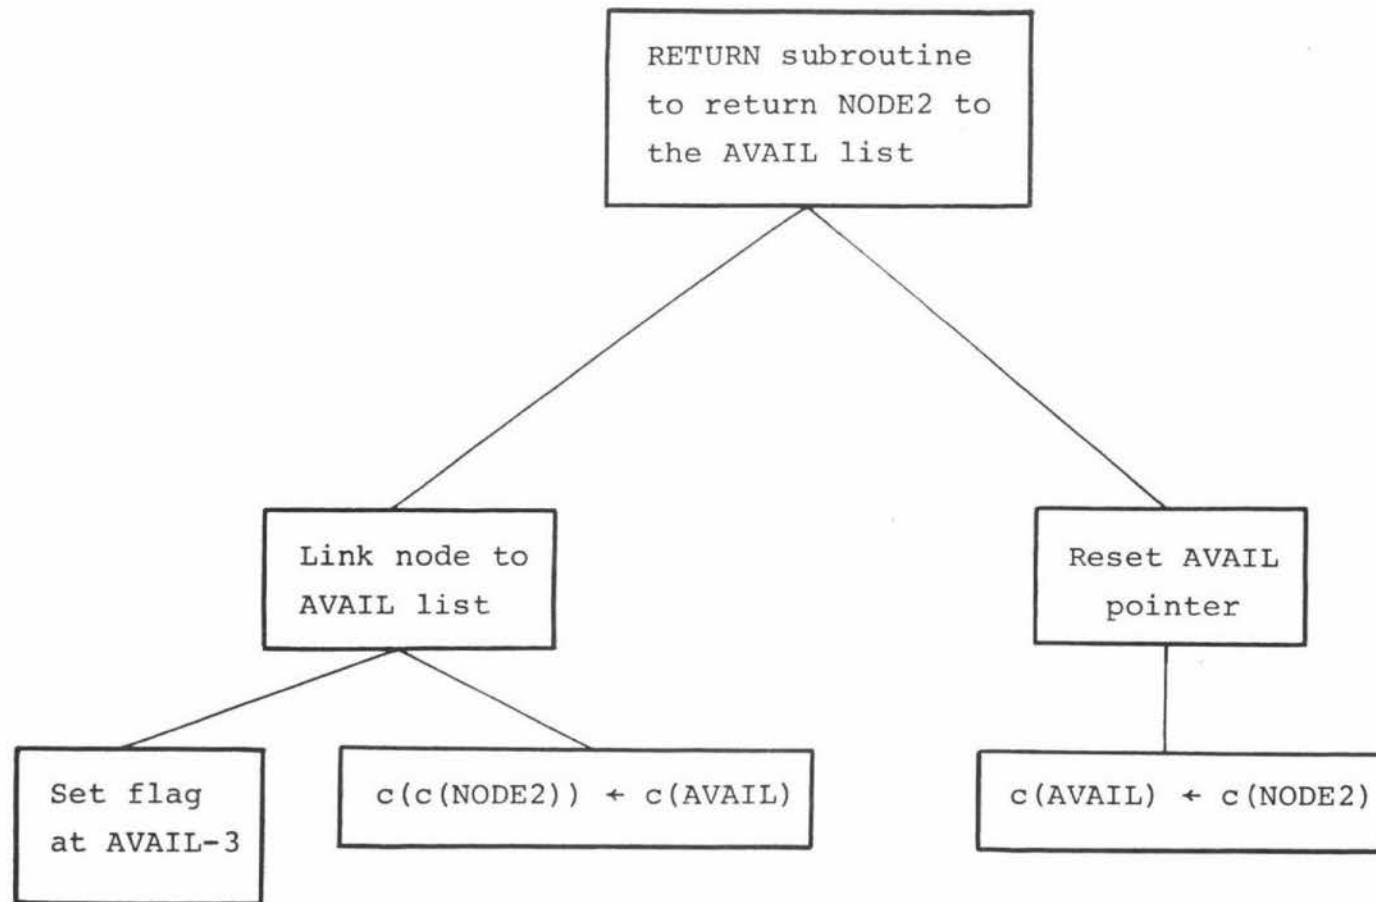 RETURN subroutine
to return NODE2 to
the AVAIL list
Link node to
AVAIL list
Reset AVAIL
pointer
Set flag
at AVAIL-3
c(c(NODE2)) ← c(AVAIL)
c(AVAIL) ← c(NODE2)